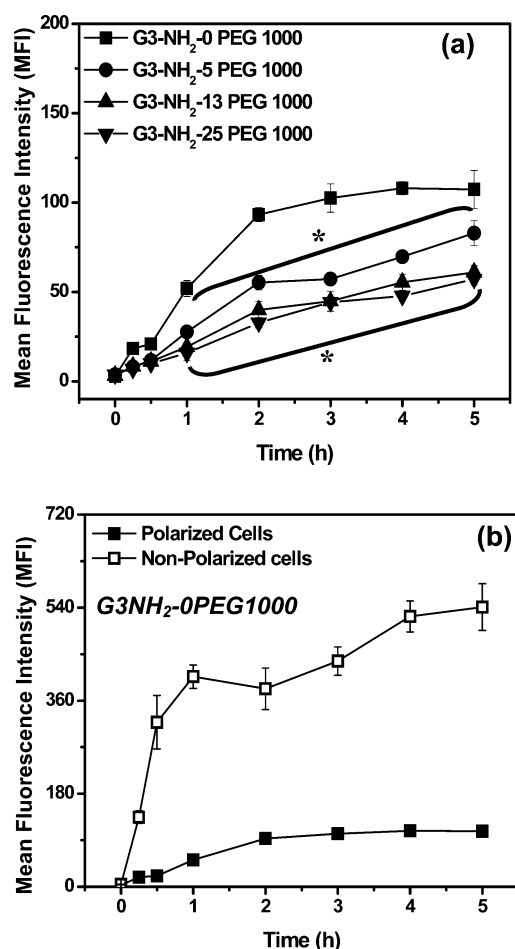 (a)
G3-NH2-0 PEG 1000
G3-NH2-5 PEG 1000
G3-NH2-13 PEG 1000
G3-NH2-25 PEG 1000
Mean Fluorescence Intensity (MFI)
200
150
100
50
0
*
*
0 1 2 3 4 5
Time (h)
(b)
Polarized Cells
Non-Polarized cells
G3NH2-0PEG1000
Mean Fluorescence Intensity (MFI)
720
540
360
180
0
0 1 2 3 4 5
Time (h)